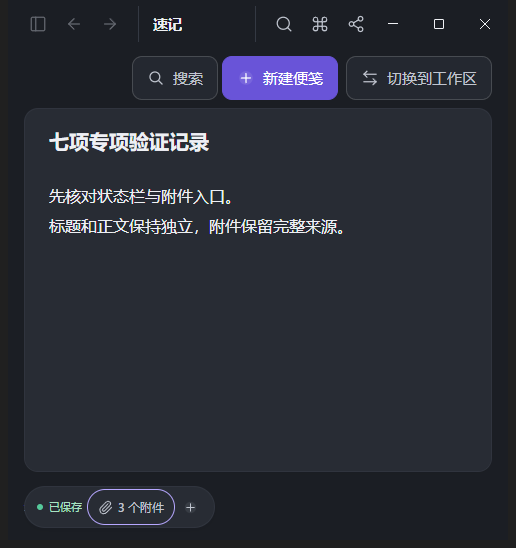 速记
搜索
新建便笺
切换到工作区
七项专项验证记录
先核对状态栏与附件入口。
标题和正文保持独立，附件保留完整来源。
已保存
3 个附件